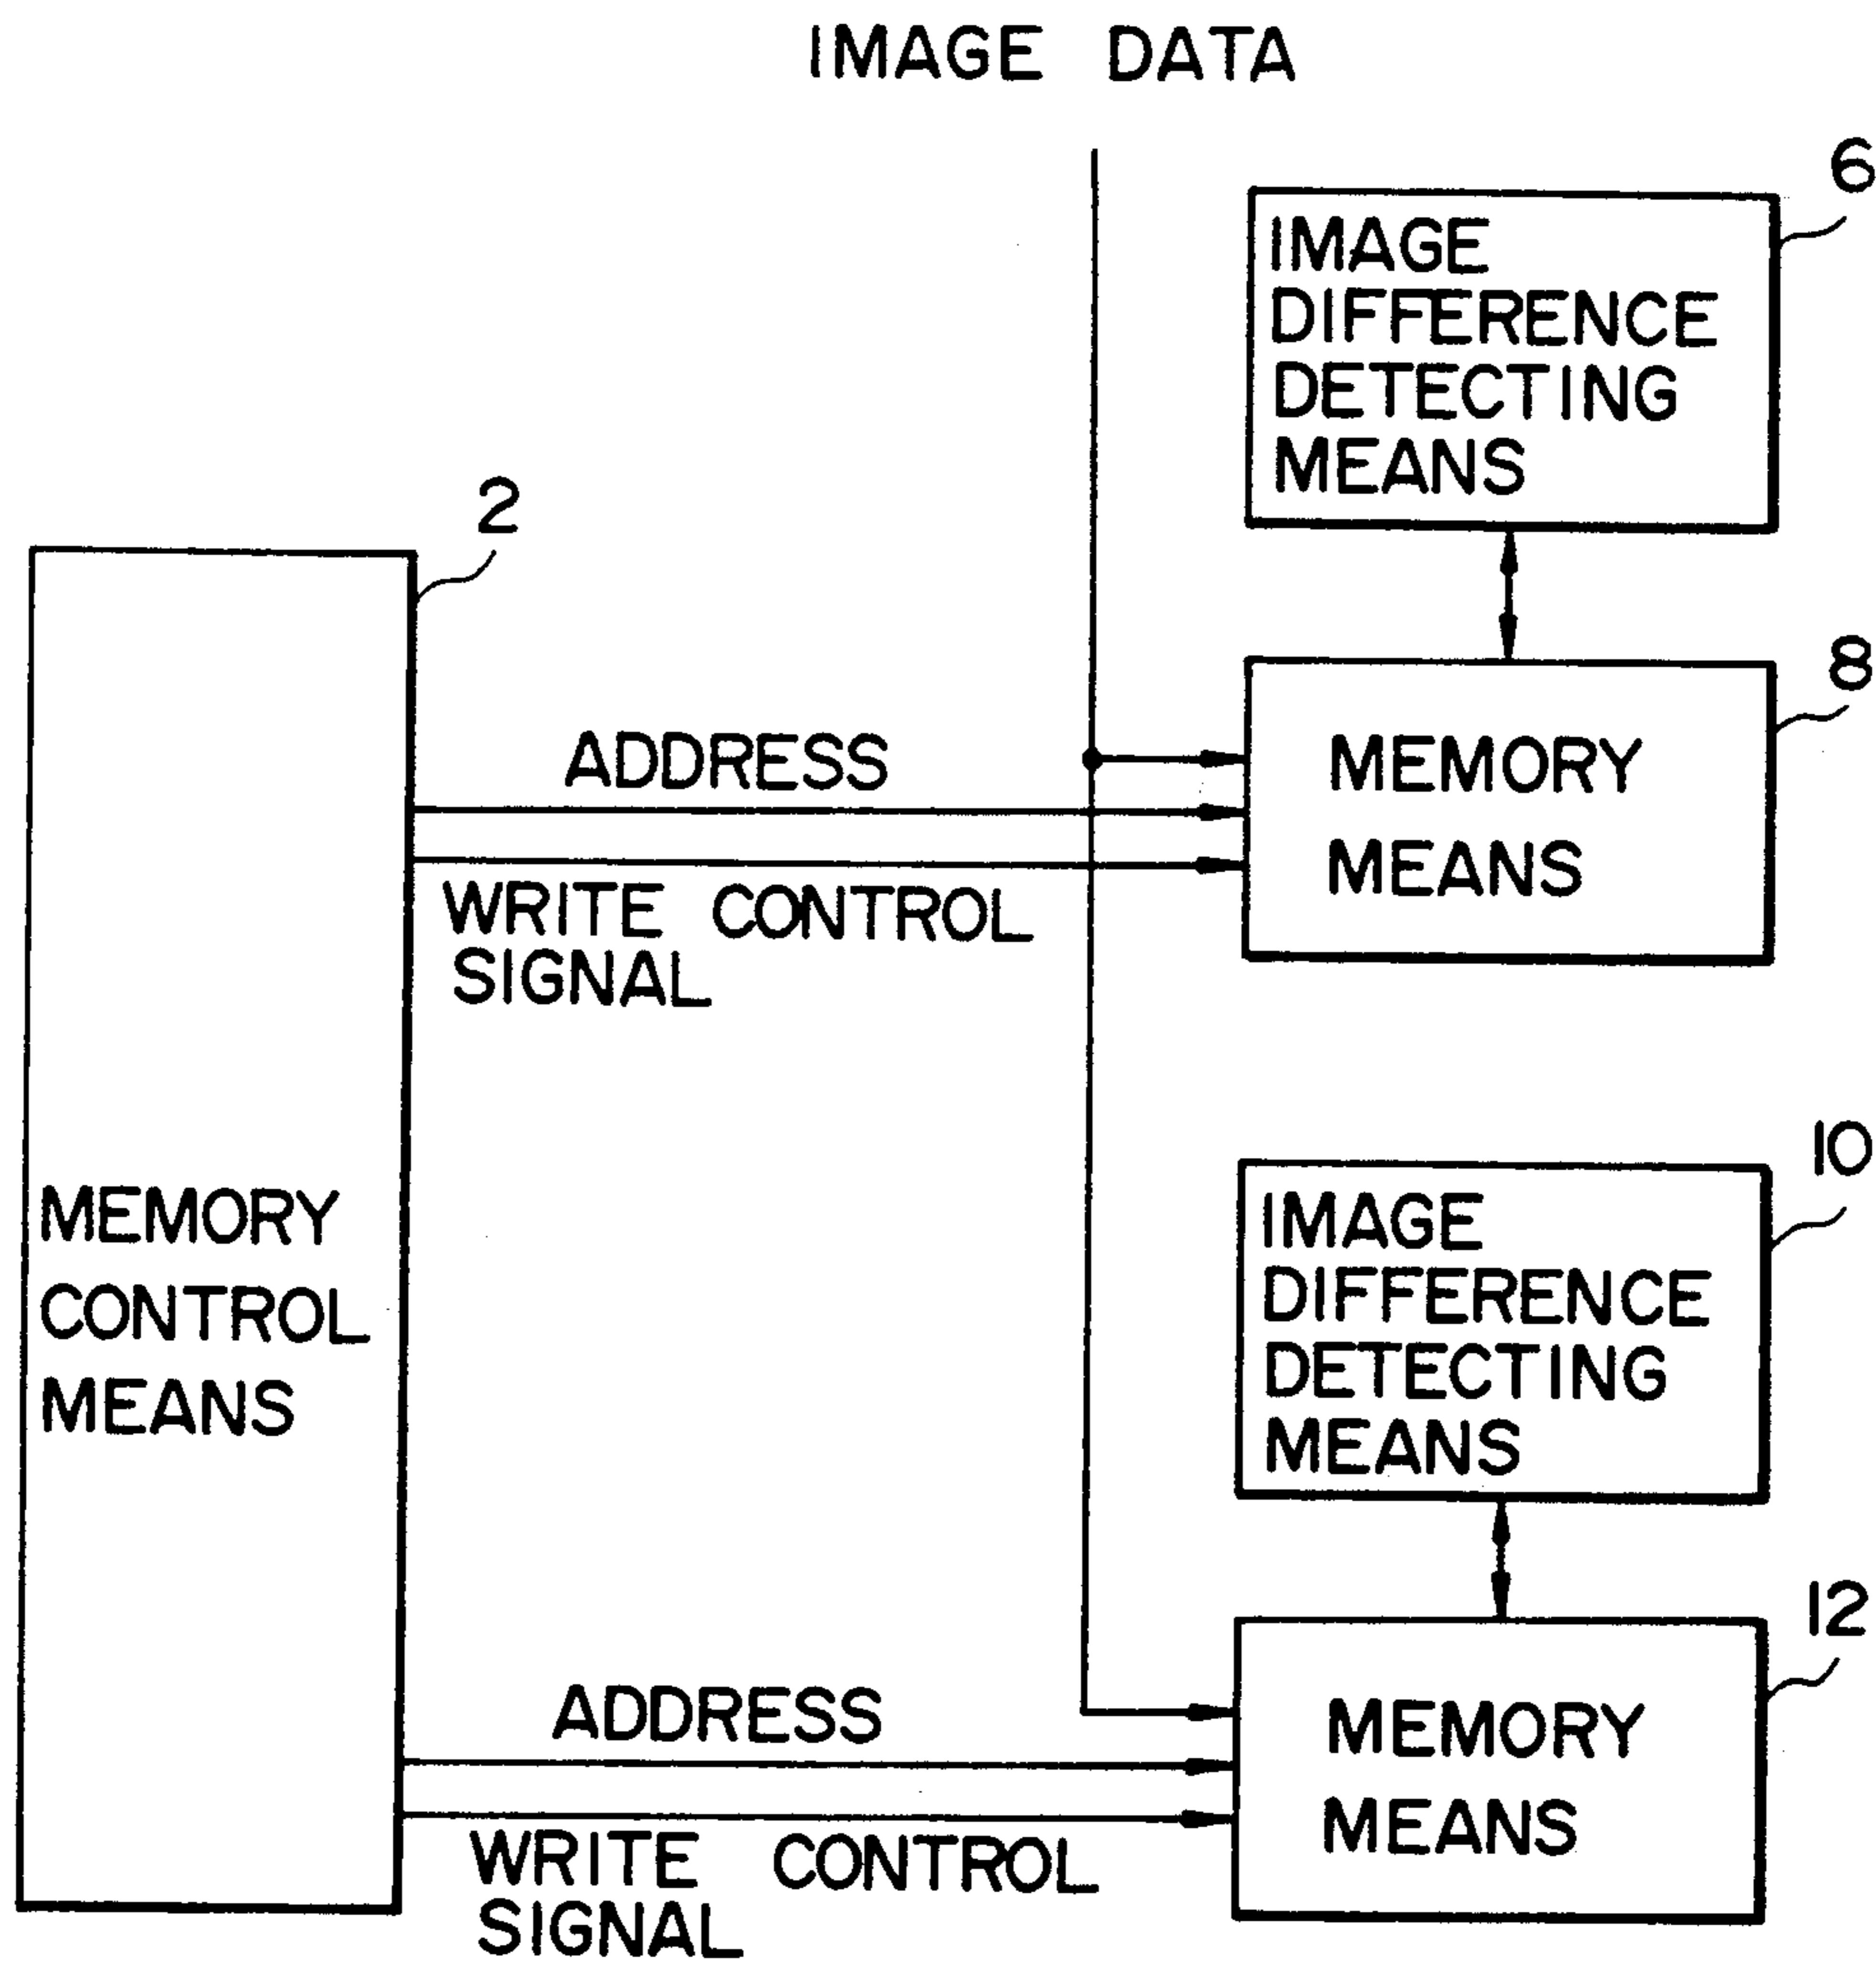 IMAGE DATA
6
IMAGE
DIFFERENCE
DETECTING
MEANS
2
8
ADDRESS
MEMORY
MEANS
WRITE CONTROL
SIGNAL
10
IMAGE
DIFFERENCE
DETECTING
MEANS
MEMORY
CONTROL
MEANS
12
ADDRESS
MEMORY
MEANS
WRITE CONTROL
SIGNAL